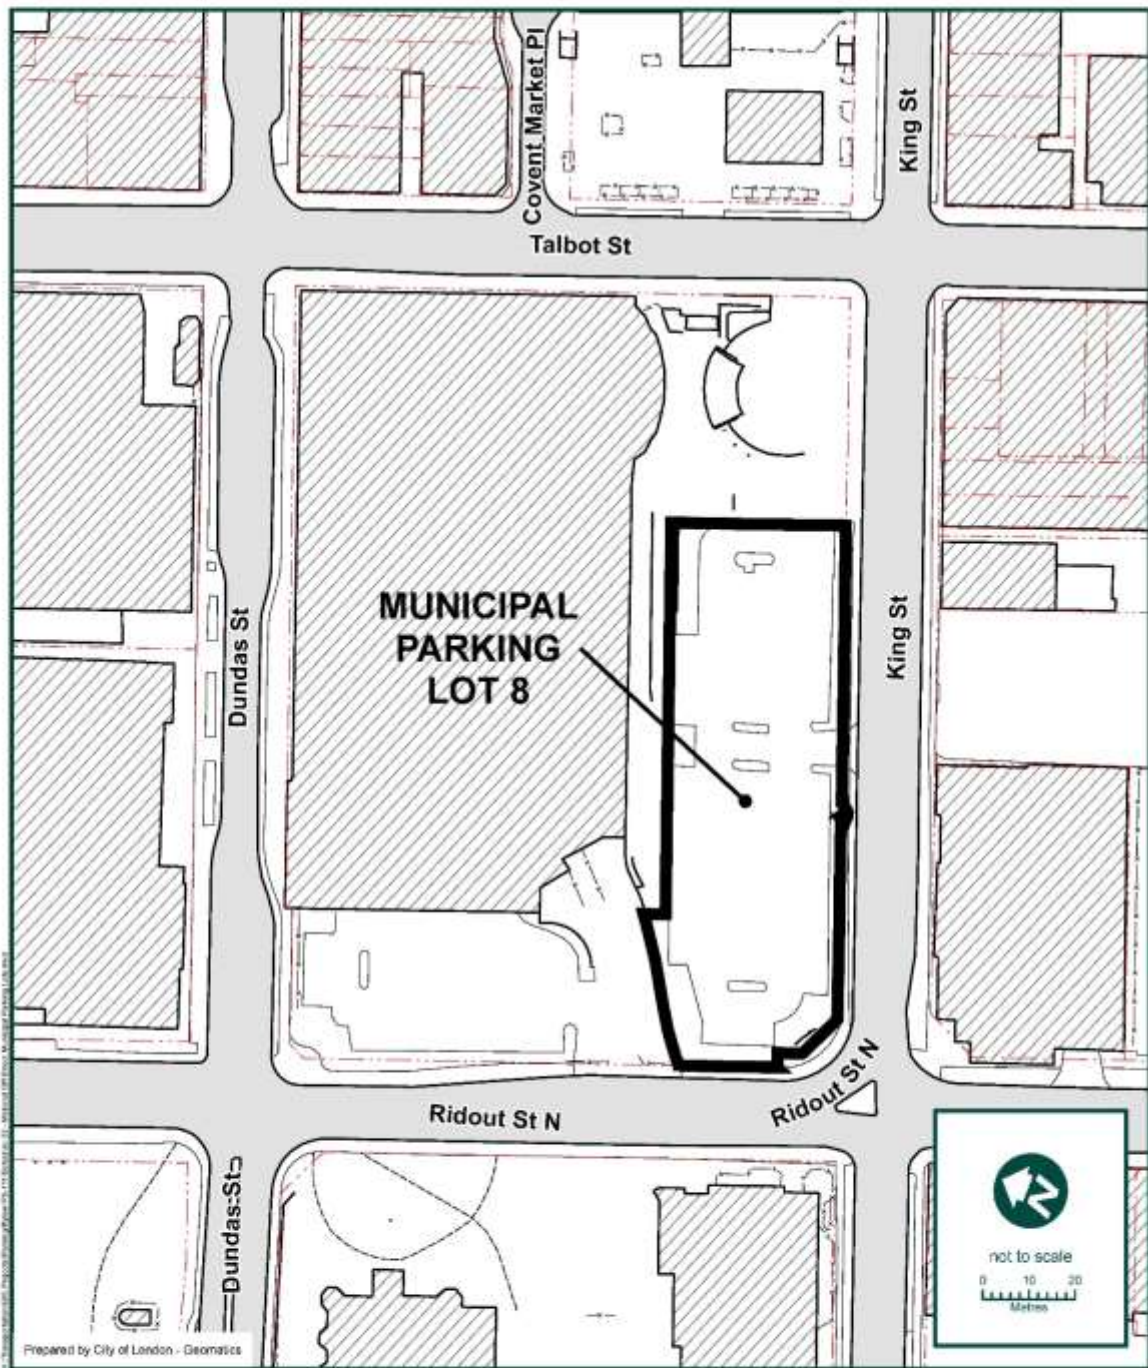 Covent Market Pl
King St
Talbot St
MUNICIPAL
PARKING
LOT 8
Dundas St
King St
Ridout St N
Ridout St N
Dundas St
N
not to scale
0 10 20
Metres
Prepared by City of London - Geomatics